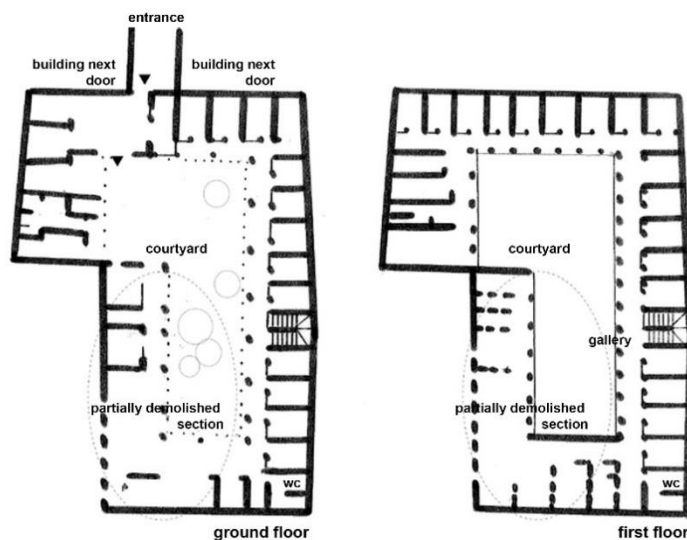 entrance
building next
door
building next
door
courtyard
partially demolished
section
wc
ground floor
courtyard
gallery
partially demolished
section
wc
first floor